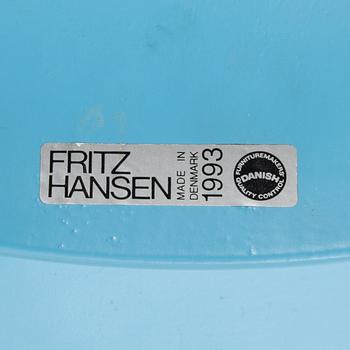 FRITZ
HANSEN
MADE IN
DENMARK
1993
FURNITUREMAKERS
DANISH
QUALITY CONTROL